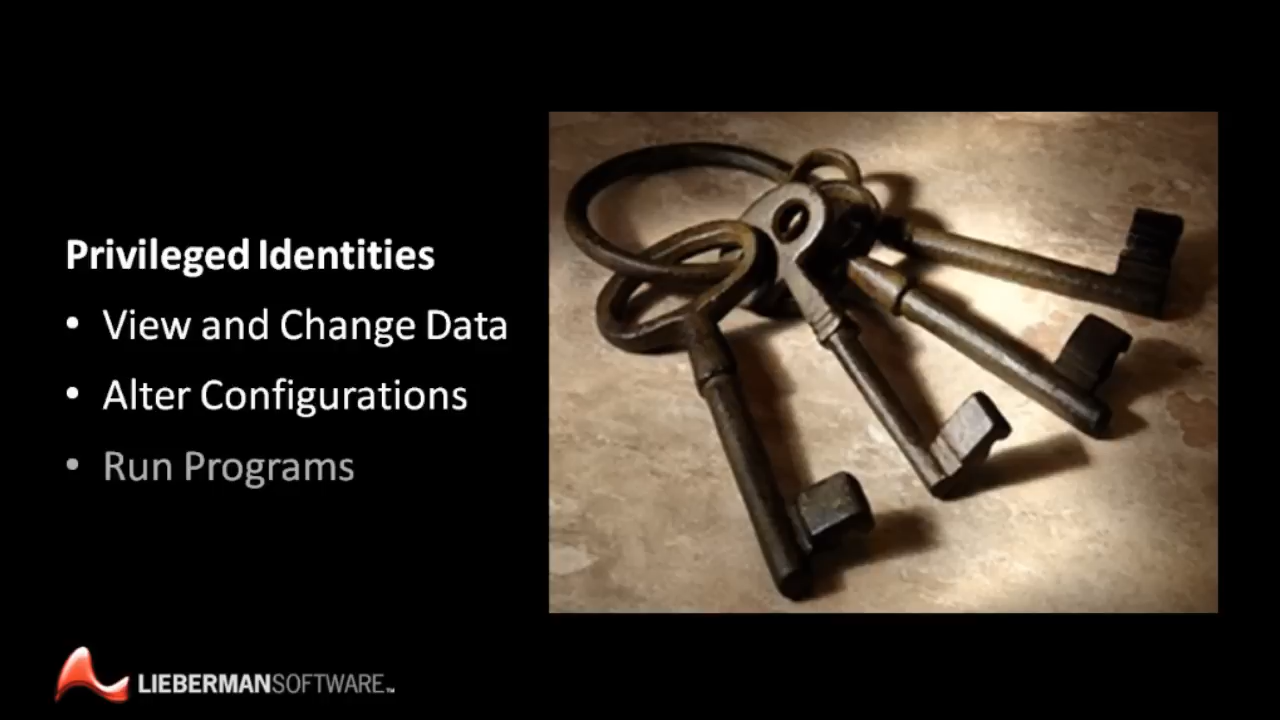 Privileged Identities
• View and Change Data
• Alter Configurations
• Run Programs
LIEBERMANSOFTWARE™